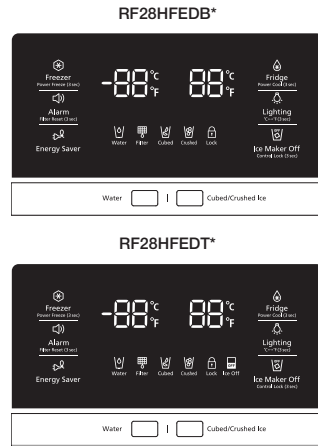 RF28HFEDB*
Freezer
Power Freeze (3 sec)
Alarm
Filter Reset (3 sec)
Energy Saver
-88 °C °F 88 °C °F
Water Filter Cubed Crushed Lock
Fridge
Power Cool (3 sec)
Lighting
°C↔°F (3 sec)
Ice Maker Off
Control Lock (3 sec)
Water Cubed/Crushed Ice
RF28HFEDT*
Freezer
Power Freeze (3 sec)
Alarm
Filter Reset (3 sec)
Energy Saver
-88 °C °F 88 °C °F
Water Filter Cubed Crushed Lock Ice Off
Fridge
Power Cool (3 sec)
Lighting
°C↔°F (3 sec)
Ice Maker Off
Control Lock (3 sec)
Water Cubed/Crushed Ice